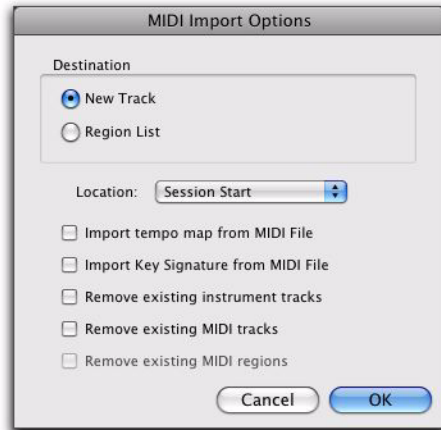 MIDI Import Options
Destination
New Track
Region List
Location: Session Start
Import tempo map from MIDI File
Import Key Signature from MIDI File
Remove existing instrument tracks
Remove existing MIDI tracks
Remove existing MIDI regions
Cancel OK